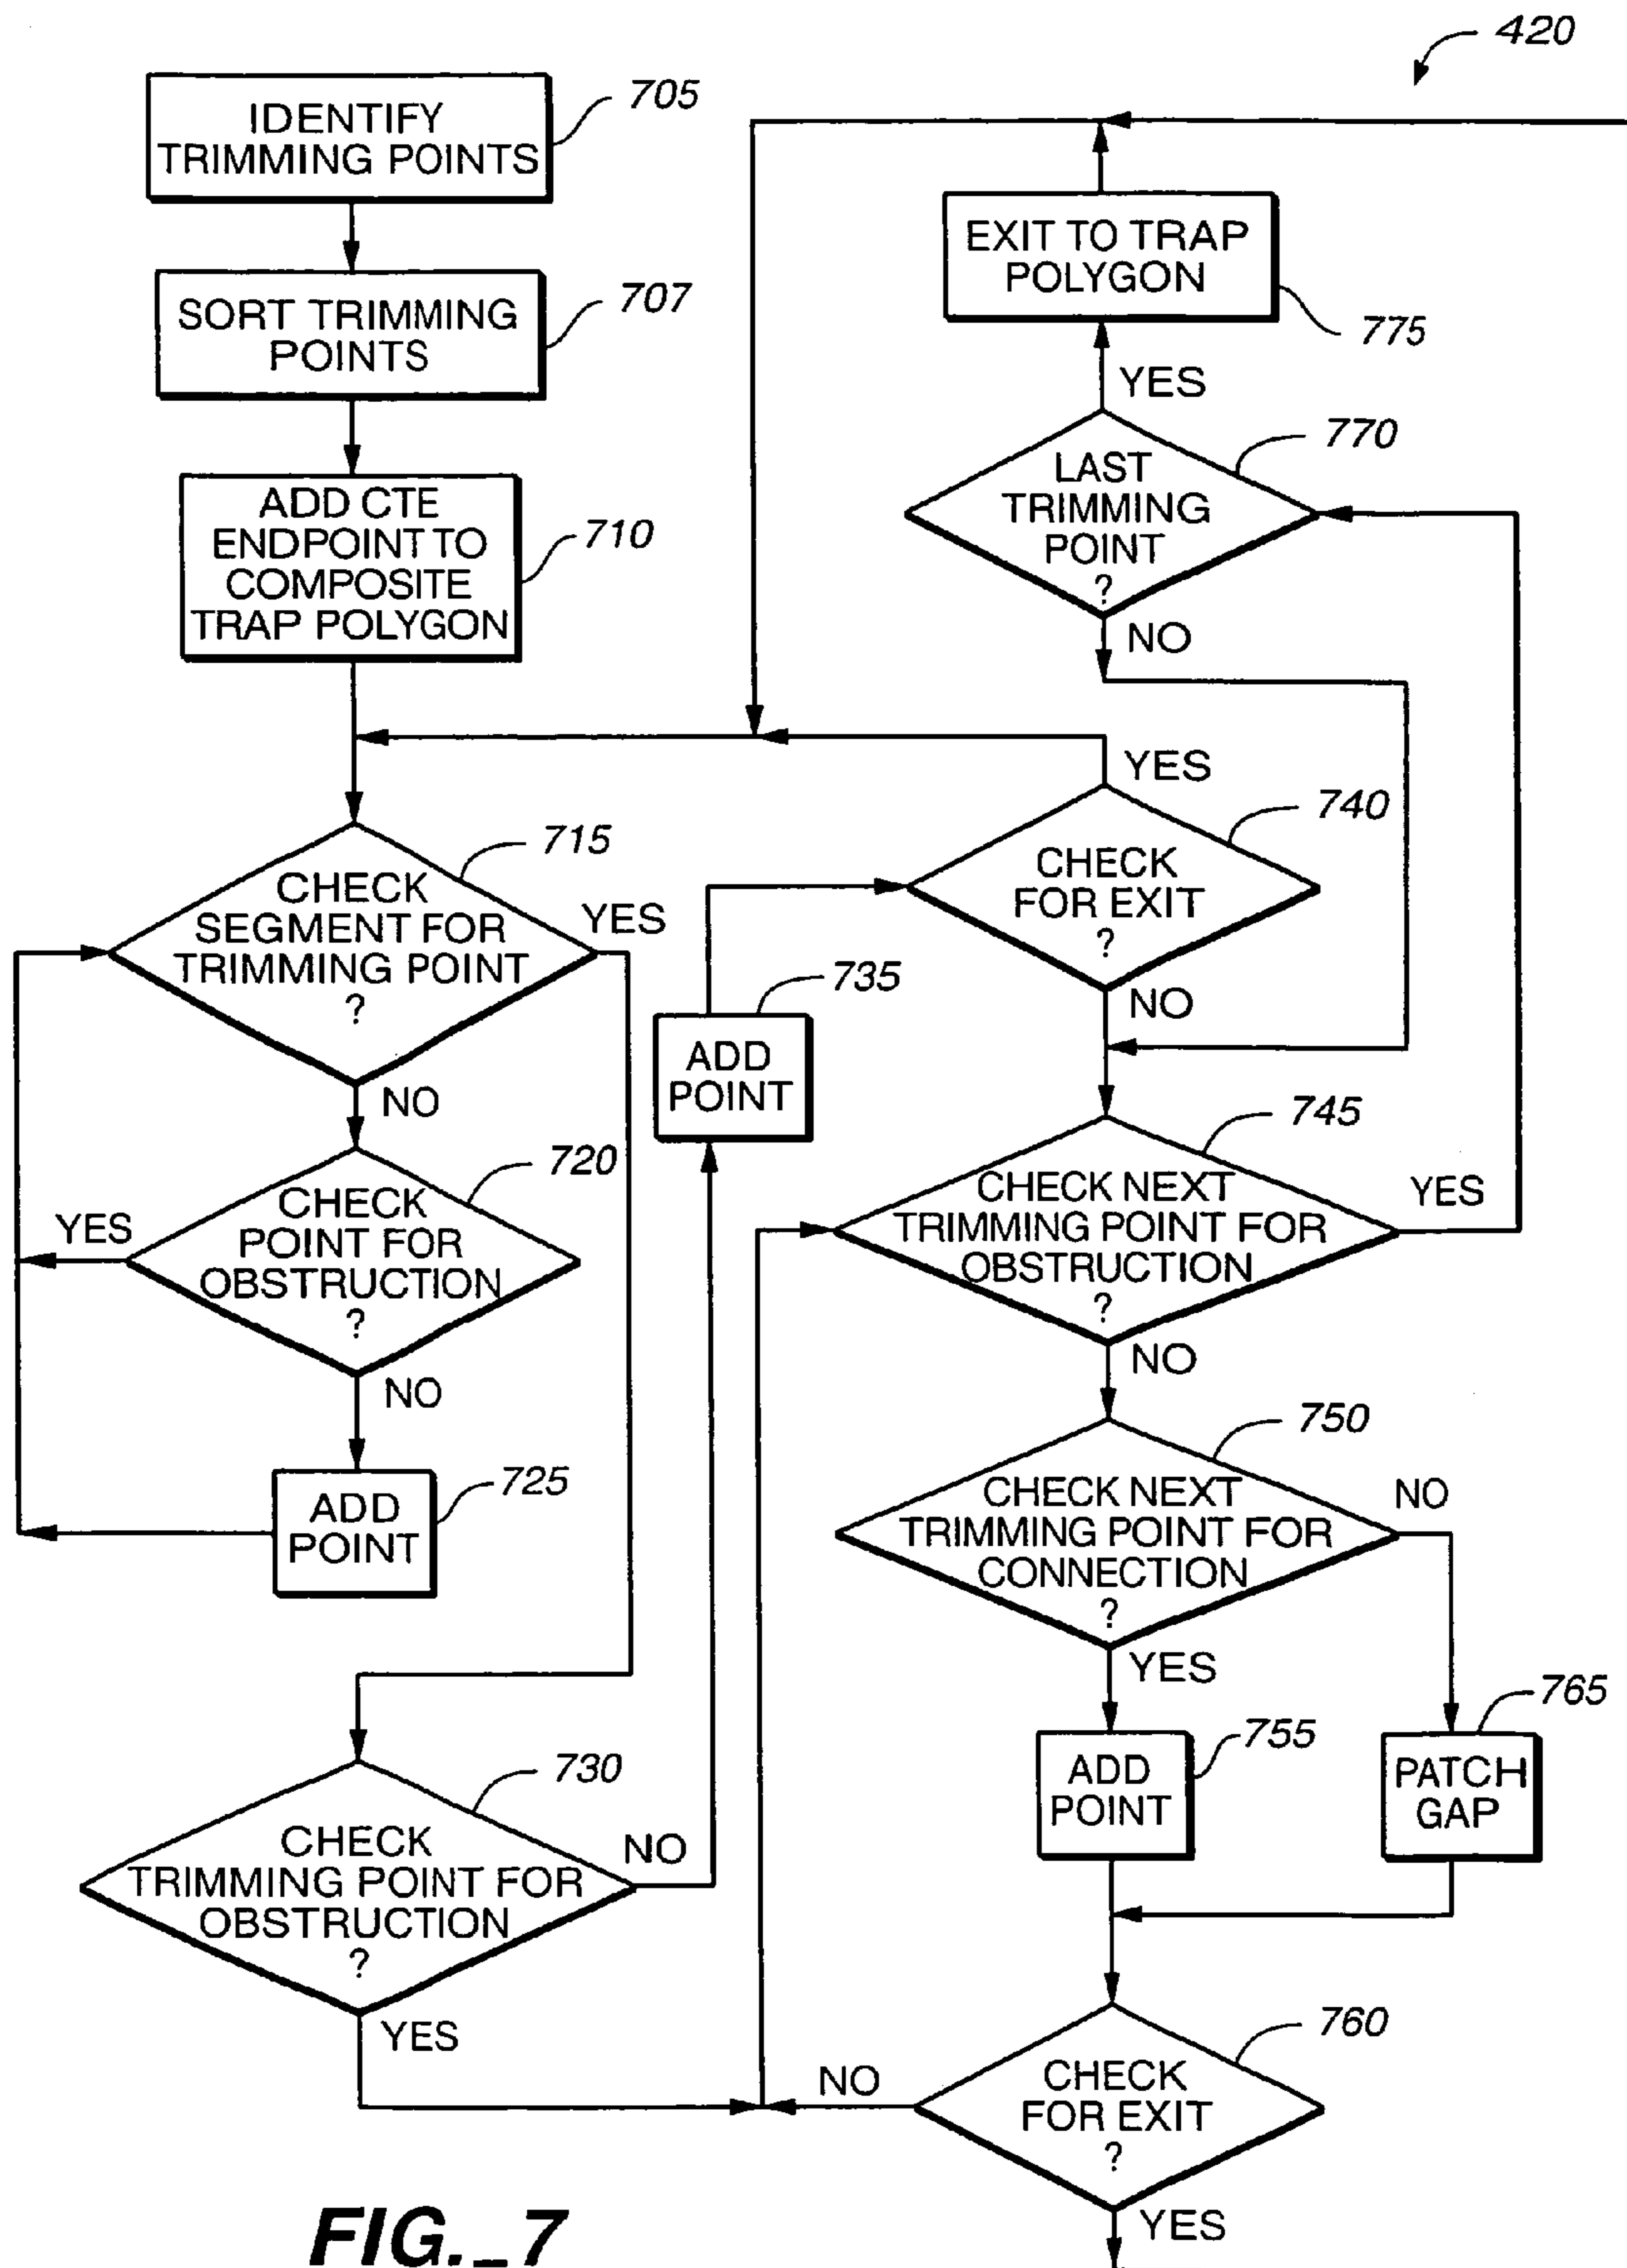 420
IDENTIFY
TRIMMING POINTS
705
SORT TRIMMING
POINTS
707
ADD CTE
ENDPOINT TO
COMPOSITE
TRAP POLYGON
710
CHECK
SEGMENT FOR
TRIMMING POINT
?
715
YES
NO
CHECK
POINT FOR
OBSTRUCTION
?
720
YES
NO
ADD
POINT
725
CHECK
TRIMMING POINT FOR
OBSTRUCTION
?
730
NO
YES
ADD
POINT
735
EXIT TO TRAP
POLYGON
775
YES
LAST
TRIMMING
POINT
?
770
NO
YES
CHECK
FOR EXIT
?
740
NO
CHECK NEXT
TRIMMING POINT FOR
OBSTRUCTION
?
745
YES
NO
CHECK NEXT
TRIMMING POINT FOR
CONNECTION
?
750
NO
YES
ADD
POINT
755
PATCH
GAP
765
CHECK
FOR EXIT
?
760
NO
YES
FIG._7